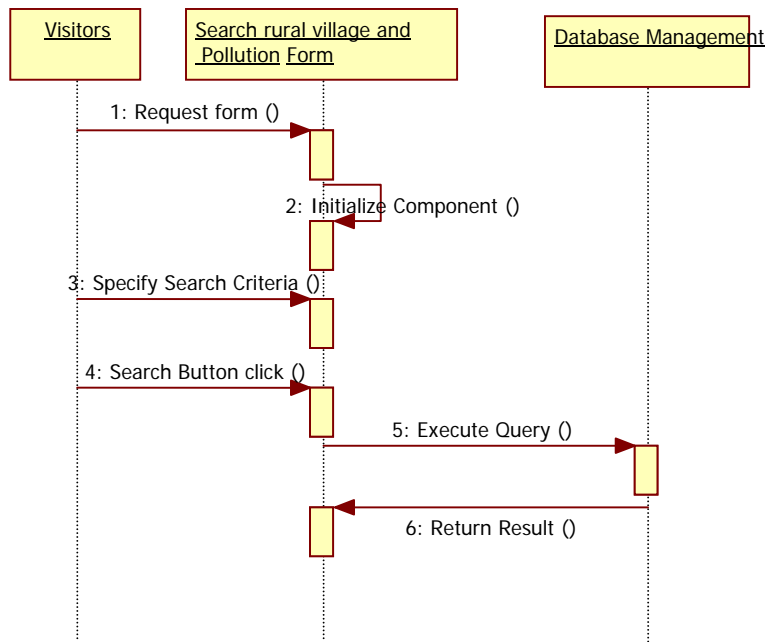 Visitors
Search rural village and
Pollution Form
Database Management
1: Request form ()
2: Initialize Component ()
3: Specify Search Criteria ()
4: Search Button click ()
5: Execute Query ()
6: Return Result ()